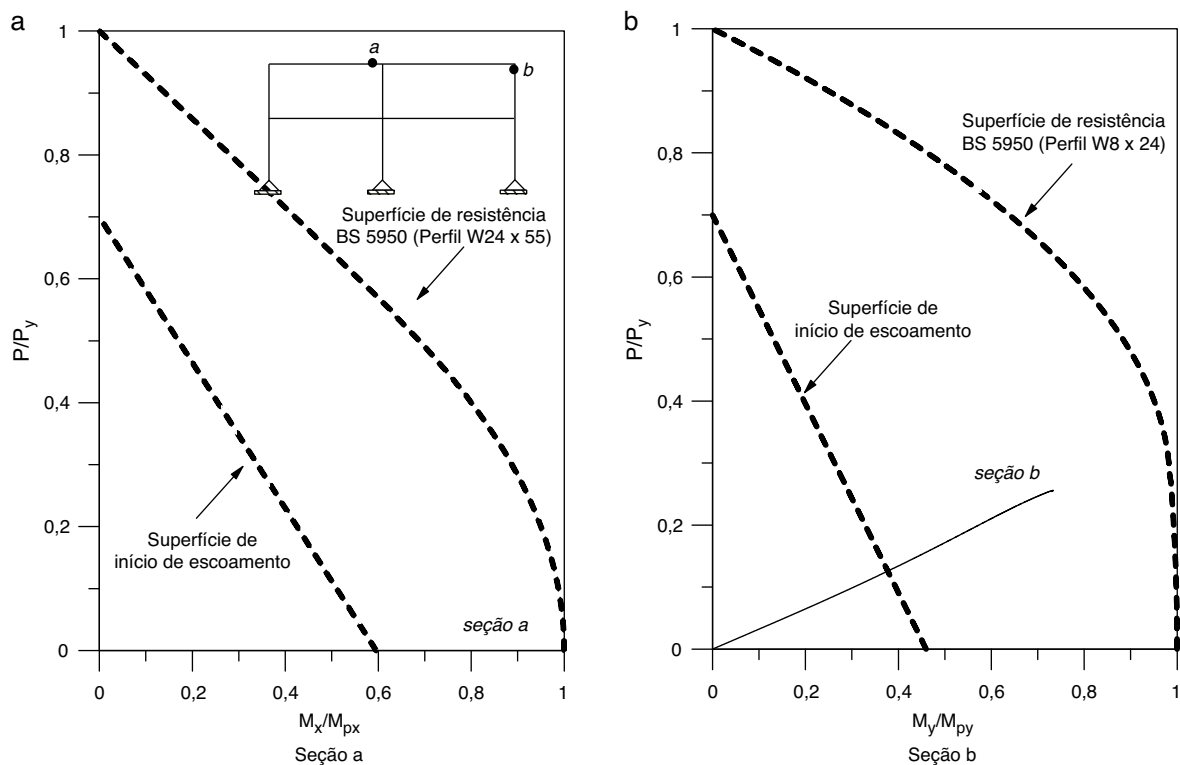 a
1
0,8
0,6
0,4
0,2
0
P/Py
a
b
Superfície de resistência
BS 5950 (Perfil W24 x 55)
Superfície de
início de escoamento
seção a
0
0,2
0,4
0,6
0,8
1
Mx/Mpx
Seção a
b
1
0,8
0,6
0,4
0,2
0
P/Py
Superfície de resistência
BS 5950 (Perfil W8 x 24)
Superfície de
início de escoamento
seção b
0
0,2
0,4
0,6
0,8
1
My/Mpy
Seção b